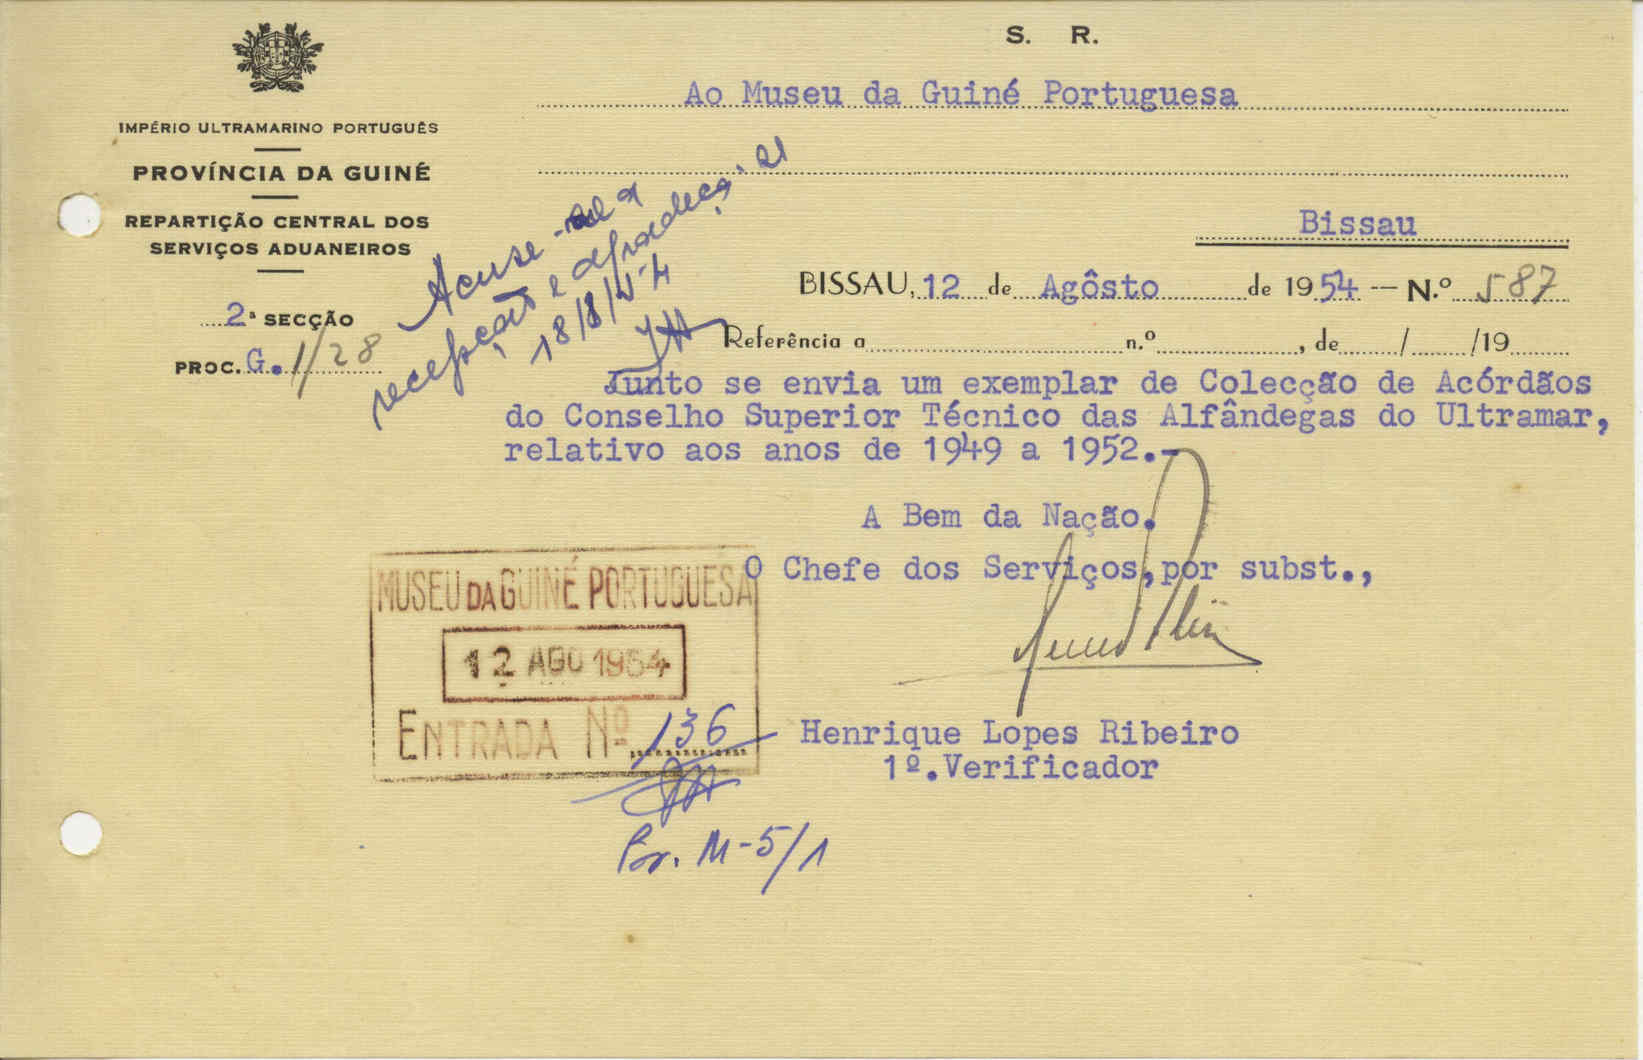 S. R.
Ao Museu da Guiné Portuguesa
IMPÉRIO ULTRAMARINO PORTUGUÊS
PROVÍNCIA DA GUINÉ
REPARTIÇÃO CENTRAL DOS
SERVIÇOS ADUANEIROS
2ª SECÇÃO
PROC. G. 1/28
Acuse-se a
recepção e agradeça-se
18/8/54
Bissau
BISSAU, 12 de Agôsto de 1954 -- N.º 587
Referência a n.º , de / /19
Junto se envia um exemplar de Colecção de Acórdãos
do Conselho Superior Técnico das Alfândegas do Ultramar,
relativo aos anos de 1949 a 1952.-
A Bem da Nação.
O Chefe dos Serviços,por subst.,
MUSEU DA GUINÉ PORTUGUESA
12 AGO 1954
ENTRADA Nº 136
Henrique Lopes Ribeiro
1º.Verificador
Pr. M-5/1